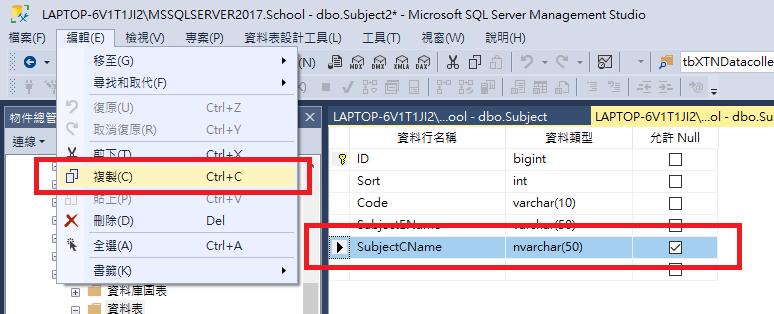 LAPTOP-6V1T1JI2\MSSQLSERVER2017.School - dbo.Subject2* - Microsoft SQL Server Management Studio
檔案(F) 編輯(E) 檢視(V) 專案(P) 資料表設計工具(L) 工具(T) 視窗(W) 說明(H)
移至(G)
尋找和取代(F)
復原(U) Ctrl+Z
取消復原(R) Ctrl+Y
剪下(T) Ctrl+X
複製(C) Ctrl+C
貼上(P) Ctrl+V
刪除(D) Del
全選(A) Ctrl+A
書籤(K)
(N) MDX DMX XMLA DAX tbXTNDatacolle
物件總管
連線
資料庫圖表
資料表
LAPTOP-6V1T1JI2\...ool - dbo.Subject LAPTOP-6V1T1JI2\...ol - dbo.Su
資料行名稱 資料類型 允許 Null
ID bigint
Sort int
Code varchar(10)
SubjectEName varchar(50)
SubjectCName nvarchar(50)